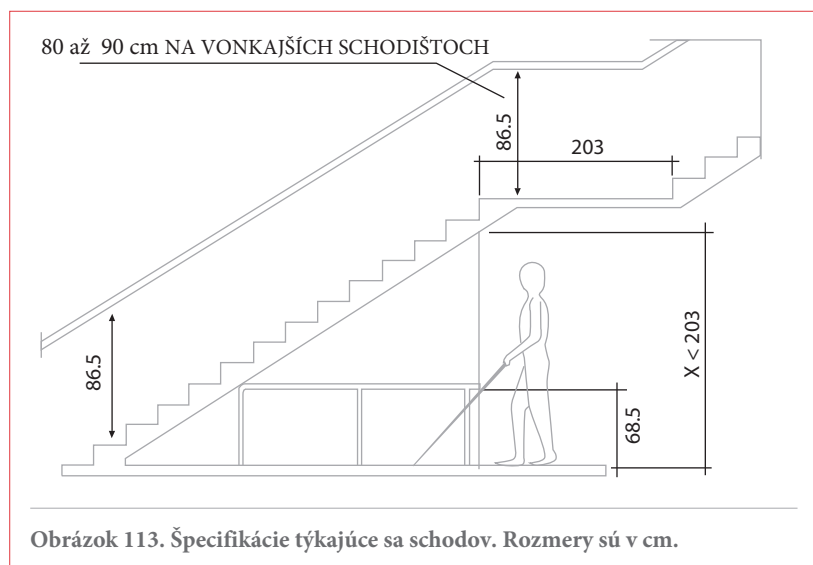 80 až 90 cm NA VONKAJŠÍCH SCHODIŠTOCH
86.5
203
86.5
X < 203
68.5
Obrázok 113. Špecifikácie týkajúce sa schodov. Rozmery sú v cm.